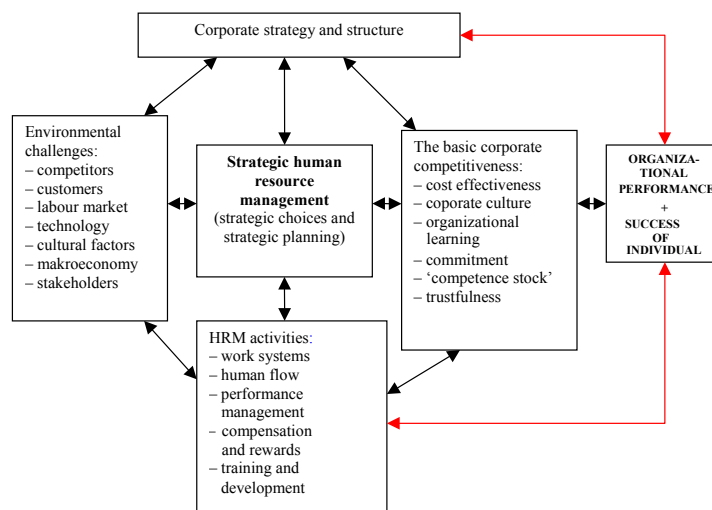 Corporate strategy and structure
Environmental
challenges:
– competitors
– customers
– labour market
– technology
– cultural factors
– makroeconomy
– stakeholders
Strategic human
resource
management
(strategic choices and
strategic planning)
The basic corporate
competitiveness:
– cost effectiveness
– coporate culture
– organizational
learning
– commitment
– ‘competence stock’
– trustfulness
ORGANIZA-
TIONAL
PERFORMANCE
+
SUCCESS
OF
INDIVIDUAL
HRM activities:
– work systems
– human flow
– performance
management
– compensation
and rewards
– training and
development